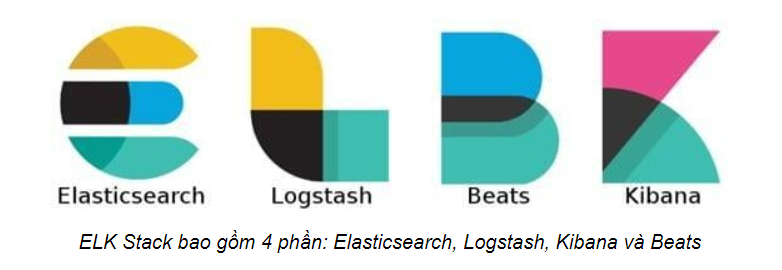 Elasticsearch Logstash Beats Kibana
ELK Stack bao gồm 4 phần: Elasticsearch, Logstash, Kibana và Beats